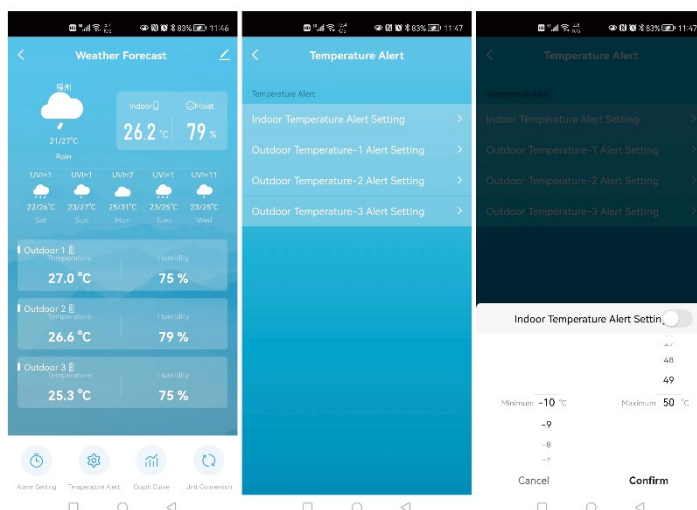 83% 11:46
Weather Forecast
福州
Indoor
Moist
26.2 °C
79 %
21/27°C
Rain
UVI=1 UVI=1 UVI=2 UVI=1 UVI=11
22/26°C 23/27°C 25/31°C 23/25°C 23/25°C
Sat Sun Mon Tues Wed
Outdoor 1
Temperature Humidity
27.0 °C 75 %
Outdoor 2
Temperature Humidity
26.6 °C 79 %
Outdoor 3
Temperature Humidity
25.3 °C 75 %
Alarm Setting Temperature Alert Graph Curve Unit Conversion
83% 11:47
Temperature Alert
Temperature Alert
Indoor Temperature Alert Setting
Outdoor Temperature-1 Alert Setting
Outdoor Temperature-2 Alert Setting
Outdoor Temperature-3 Alert Setting
83% 11:47
Temperature Alert
Temperature Alert
Indoor Temperature Alert Setting
Outdoor Temperature-1 Alert Setting
Outdoor Temperature-2 Alert Setting
Outdoor Temperature-3 Alert Setting
Indoor Temperature Alert Settin
47
48
49
Minimum -10 °C Maximum 50 °C
-9
-8
-7
Cancel Confirm